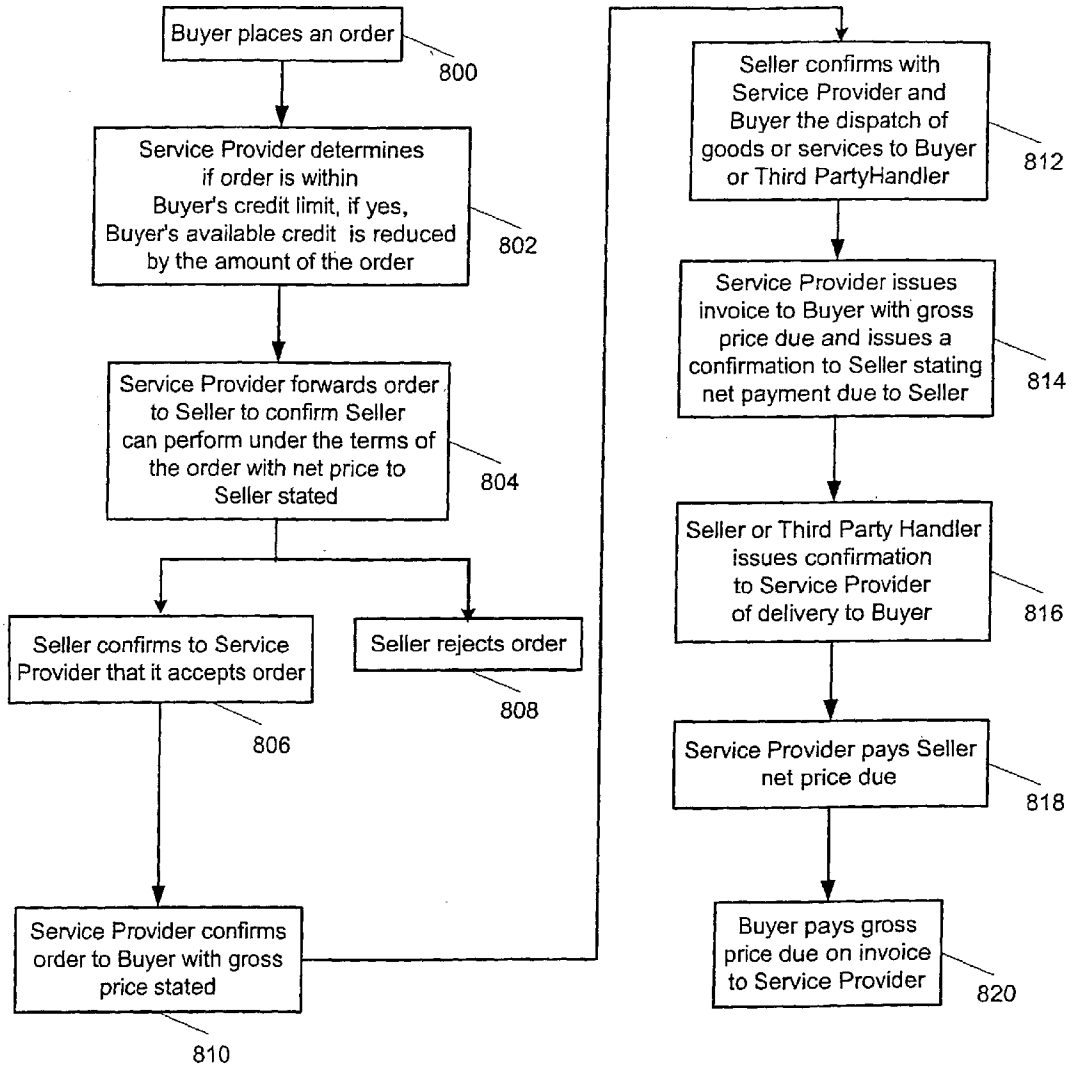 Buyer places an order
800
Service Provider determines
if order is within
Buyer's credit limit, if yes,
Buyer's available credit is reduced
by the amount of the order
802
Service Provider forwards order
to Seller to confirm Seller
can perform under the terms of
the order with net price to
Seller stated
804
Seller confirms to Service
Provider that it accepts order
806
Seller rejects order
808
Service Provider confirms
order to Buyer with gross
price stated
810
Seller confirms with
Service Provider and
Buyer the dispatch of
goods or services to Buyer
or Third PartyHandler
812
Service Provider issues
invoice to Buyer with gross
price due and issues a
confirmation to Seller stating
net payment due to Seller
814
Seller or Third Party Handler
issues confirmation
to Service Provider
of delivery to Buyer
816
Service Provider pays Seller
net price due
818
Buyer pays gross
price due on invoice
to Service Provider
820